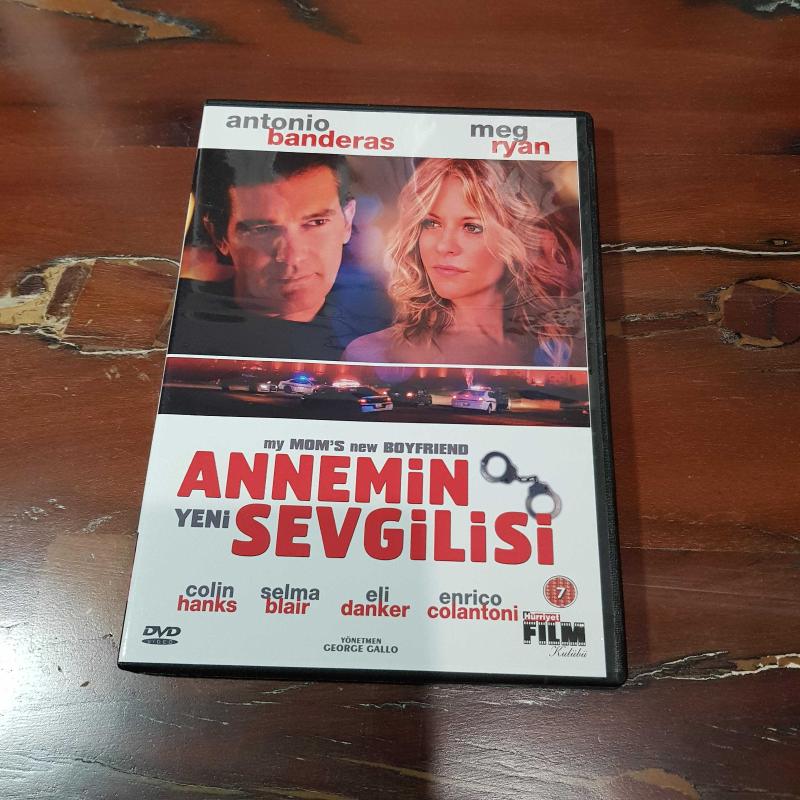 antonio banderas
meg ryan
my MOM'S new BOYFRIEND
ANNEMiN
YENi SEVGiLiSi
colin hanks
selma blair
eli danker
enrico colantoni
7
Hürriyet
FiLM
Kulübü
DVD
VIDEO
YÖNETMEN
GEORGE GALLO